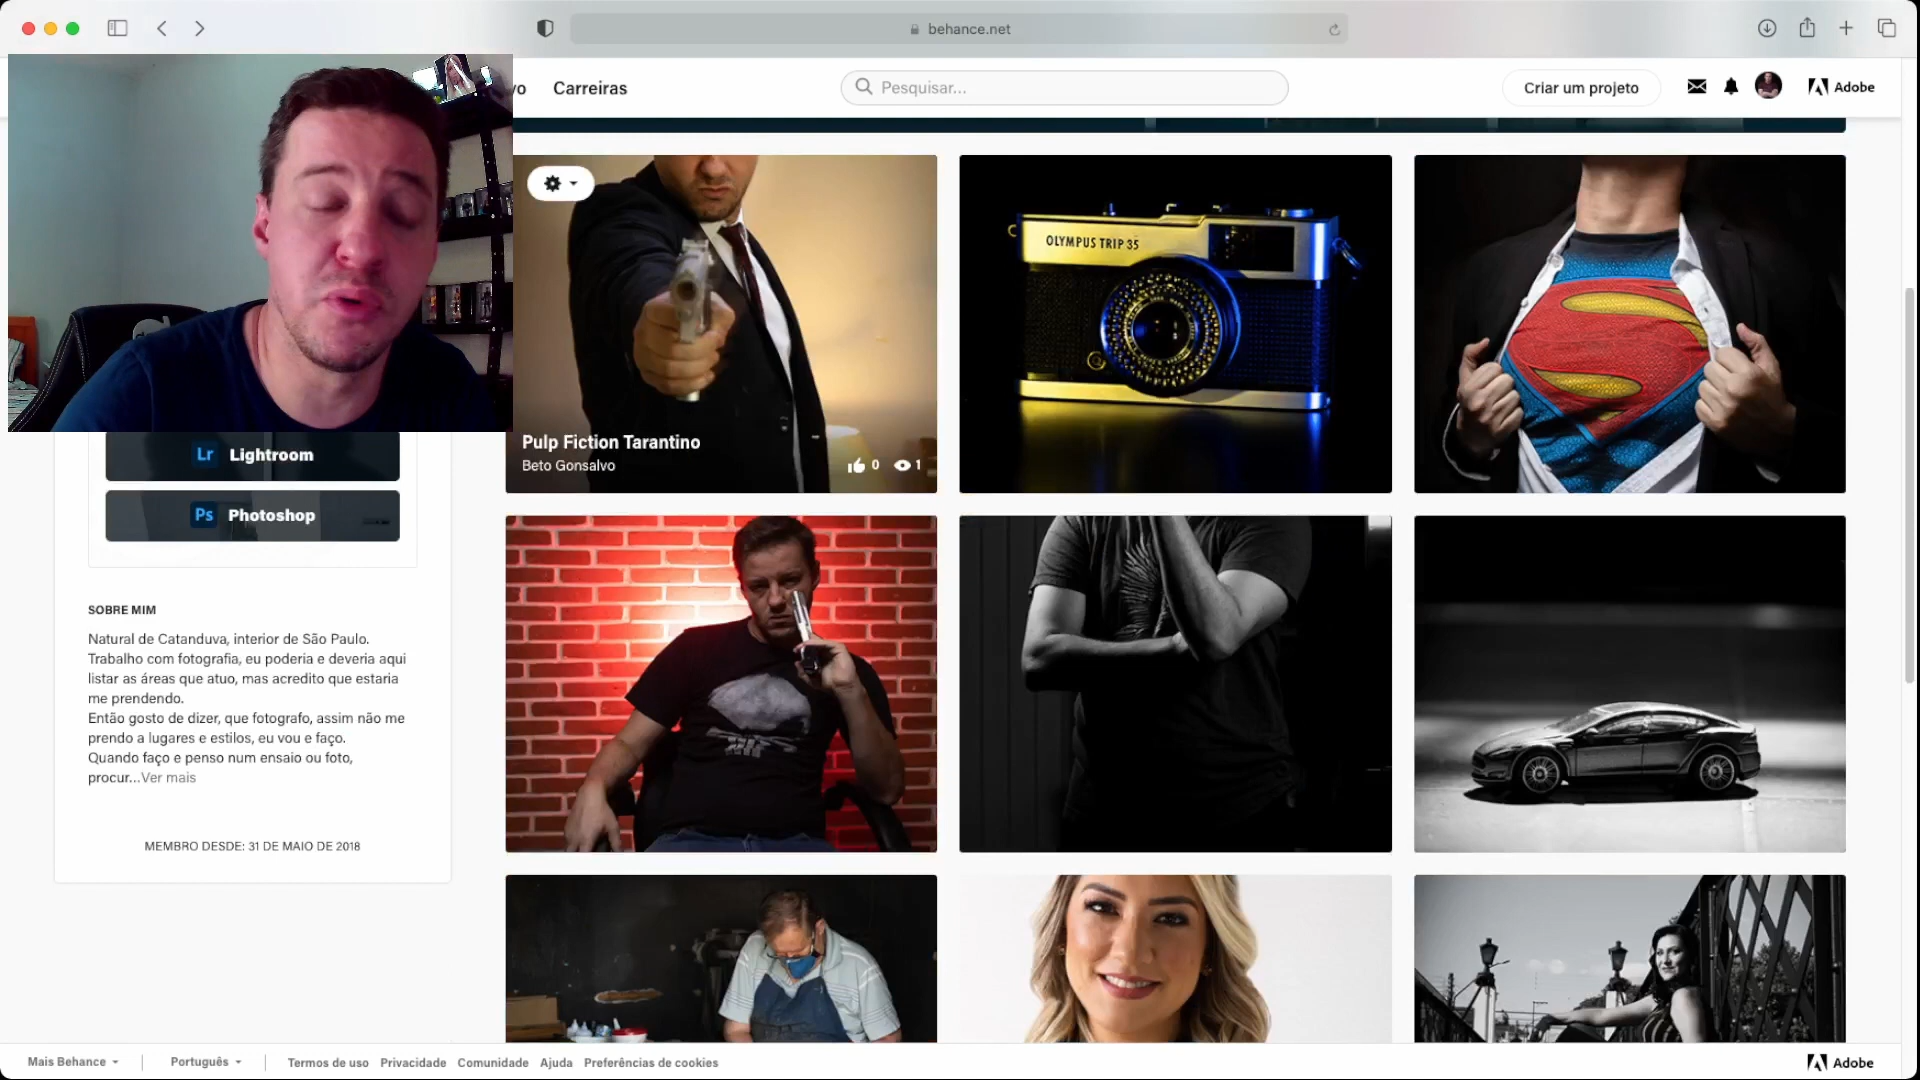 behance.net
vo
Carreiras
Pesquisar...
Criar um projeto
Adobe
OLYMPUS TRIP 35
Pulp Fiction Tarantino
Beto Gonsalvo
0
1
Lr Lightroom
Ps Photoshop
SOBRE MIM
Natural de Catanduva, interior de São Paulo.
Trabalho com fotografia, eu poderia e deveria aqui
listar as áreas que atuo, mas acredito que estaria
me prendendo.
Então gosto de dizer, que fotografo, assim não me
prendo a lugares e estilos, eu vou e faço.
Quando faço e penso num ensaio ou foto,
procur...Ver mais
MEMBRO DESDE: 31 DE MAIO DE 2018
Mais Behance
Português
Termos de uso
Privacidade
Comunidade
Ajuda
Preferências de cookies
Adobe